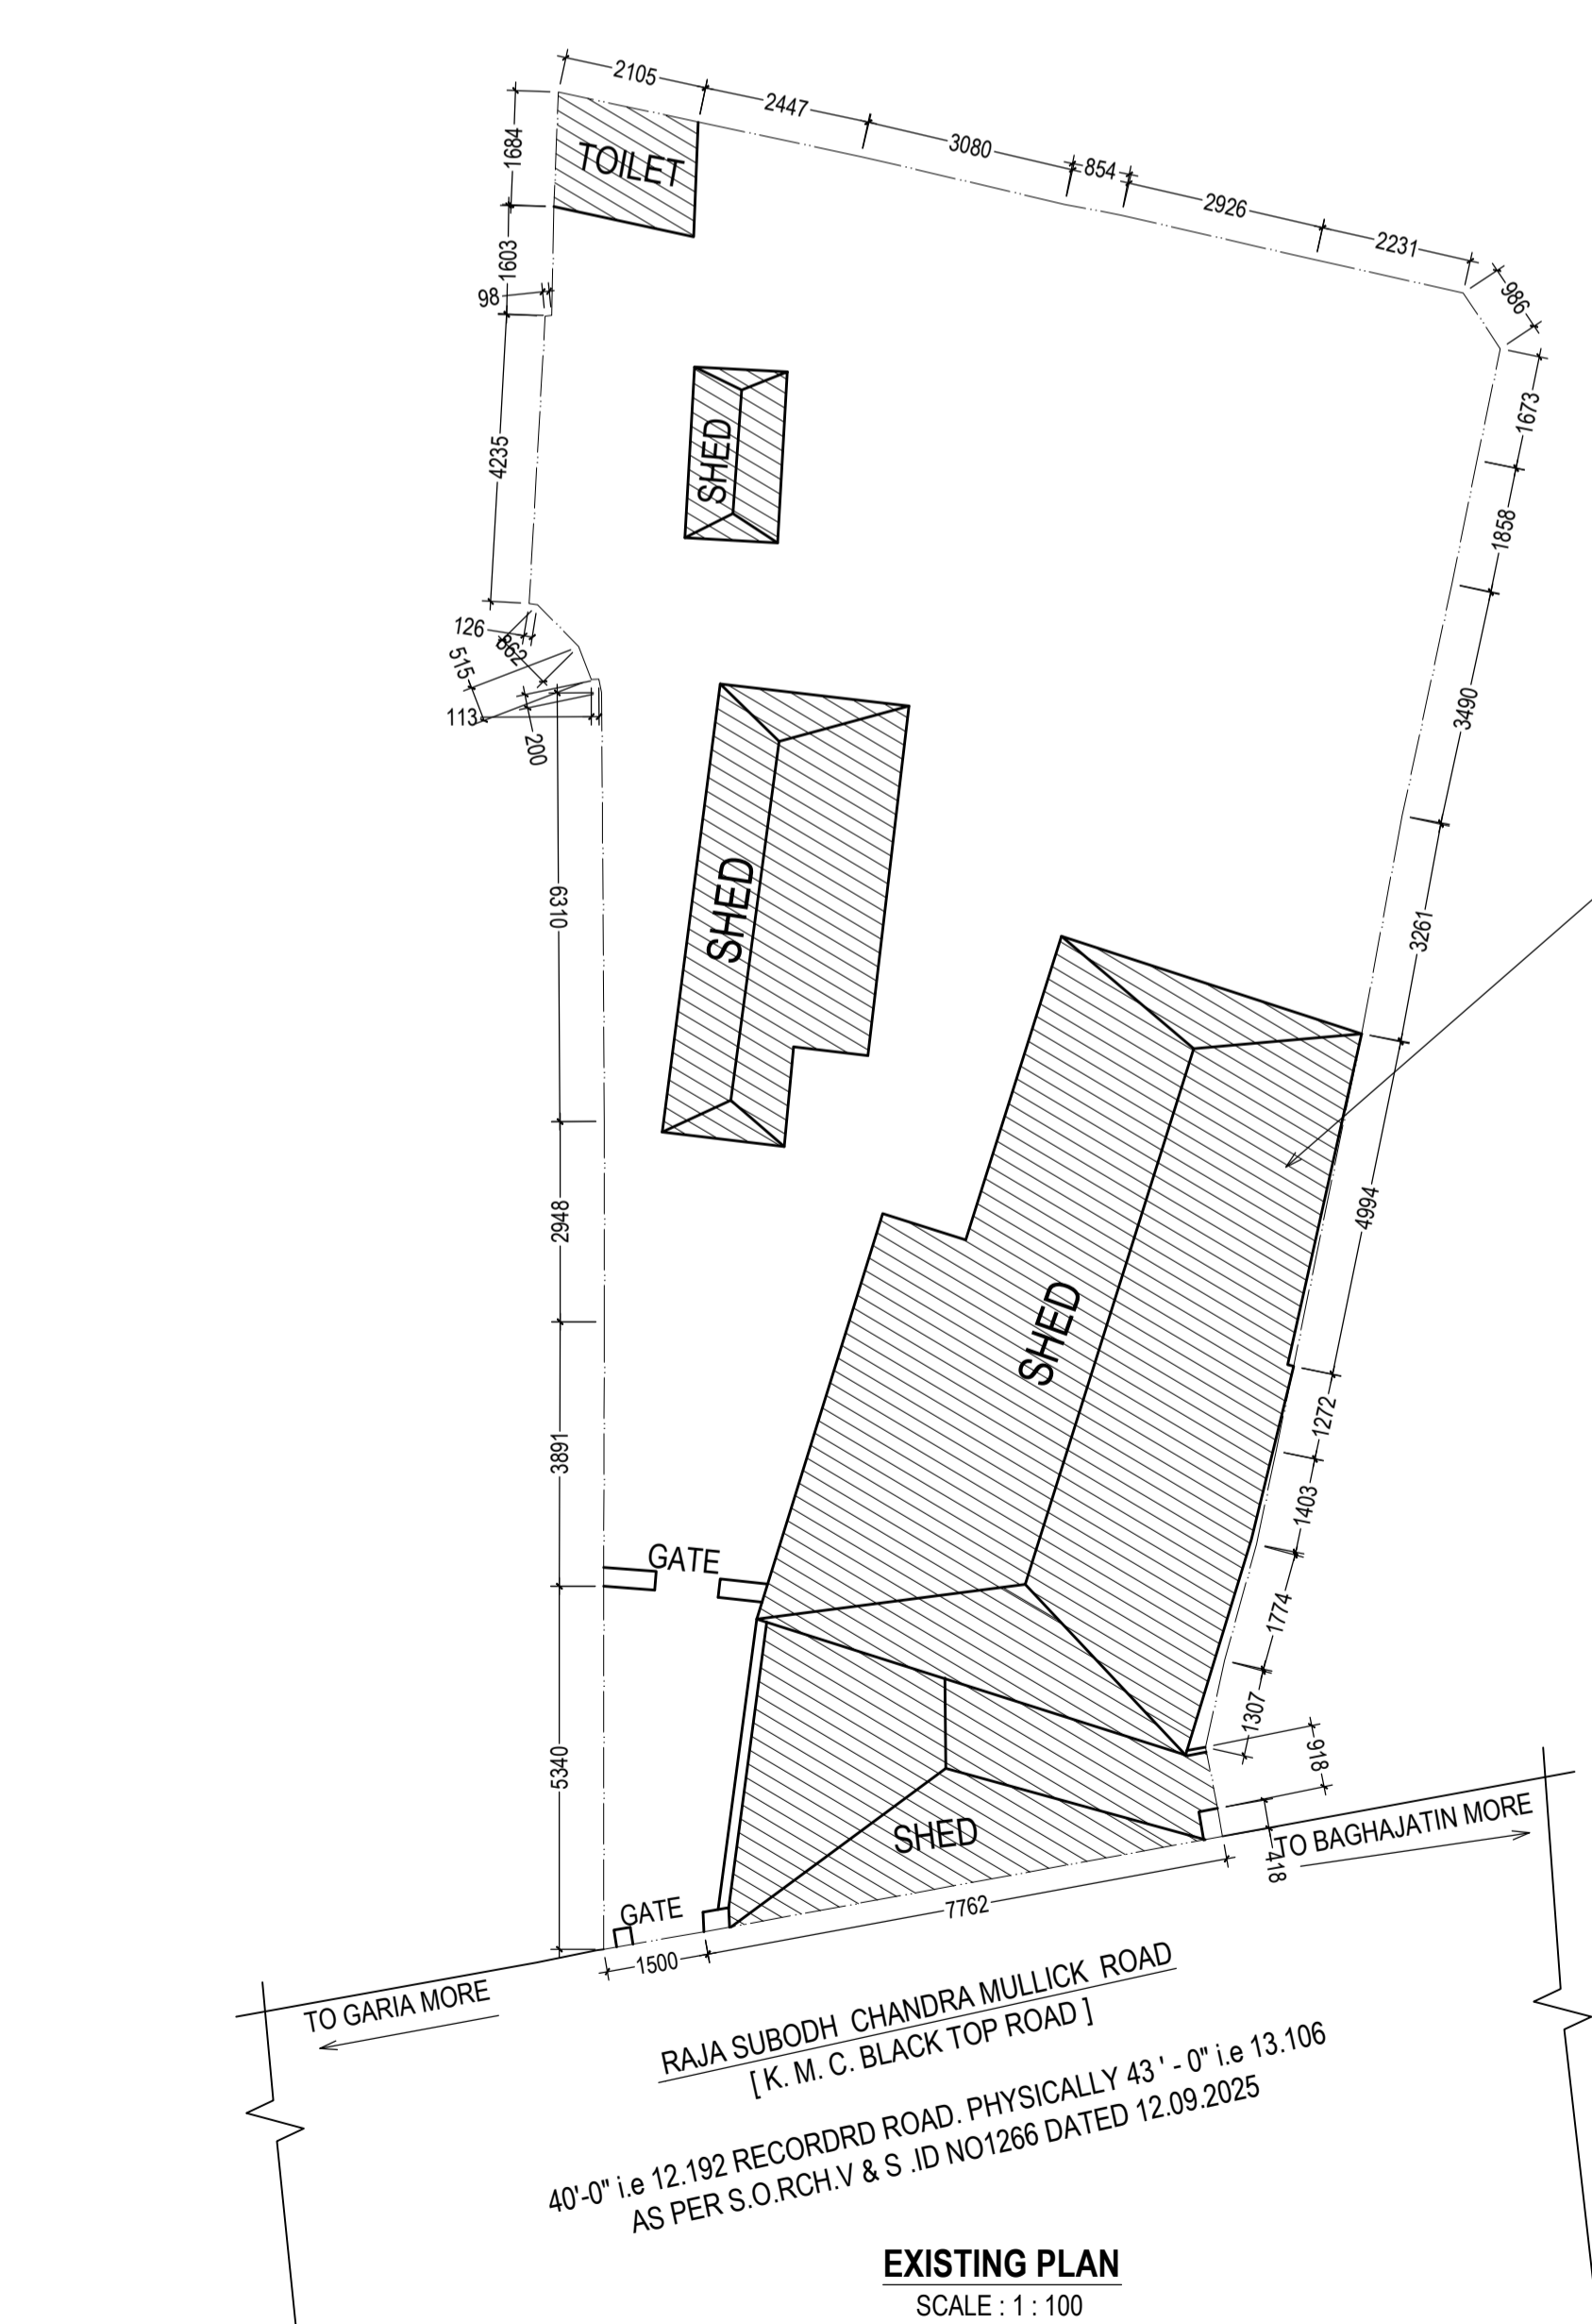 2105
2447
3080
854
2926
2231
986
1684
TOILET
1603
98
4235
SHED
1673
1858
3490
3261
126
862
515
113
200
6310
SHED
2948
4994
SHED
3891
1272
1403
GATE
1774
1307
918
5340
SHED
418
TO BAGHAJATIN MORE
GATE
7762
1500
TO GARIA MORE
RAJA SUBODH CHANDRA MULLICK ROAD
[ K. M. C. BLACK TOP ROAD ]
40'-0" i.e 12.192 RECORDRD ROAD. PHYSICALLY 43 ' - 0" i.e 13.106
AS PER S.O.RCH.V & S .ID NO1266 DATED 12.09.2025
EXISTING PLAN
SCALE : 1 : 100